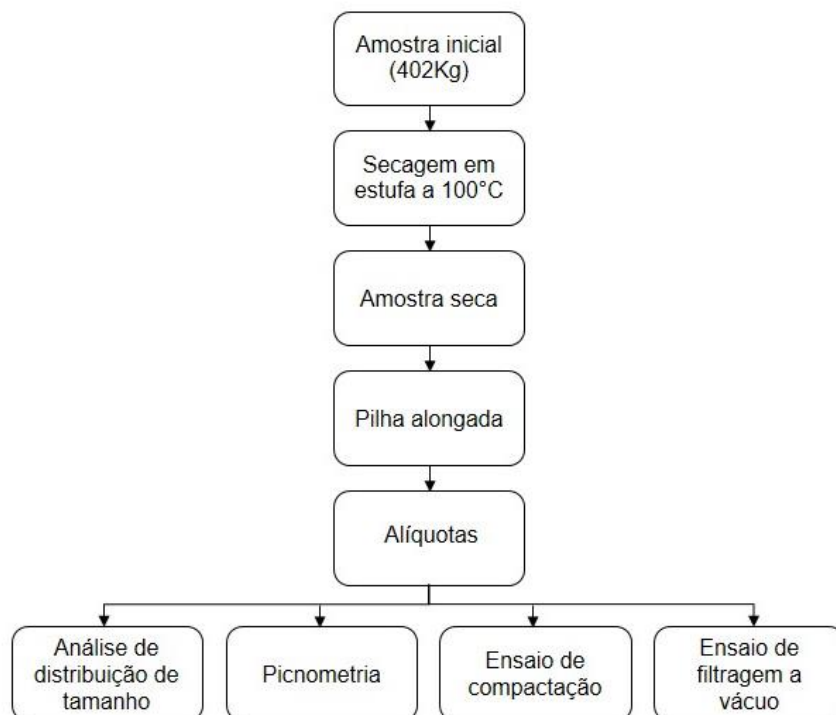 Amostra inicial
(402Kg)
Secagem em
estufa a 100°C
Amostra seca
Pilha alongada
Alíquotas
Análise de
distribuição de
tamanho
Picnometria
Ensaio de
compactação
Ensaio de
filtragem a
vácuo